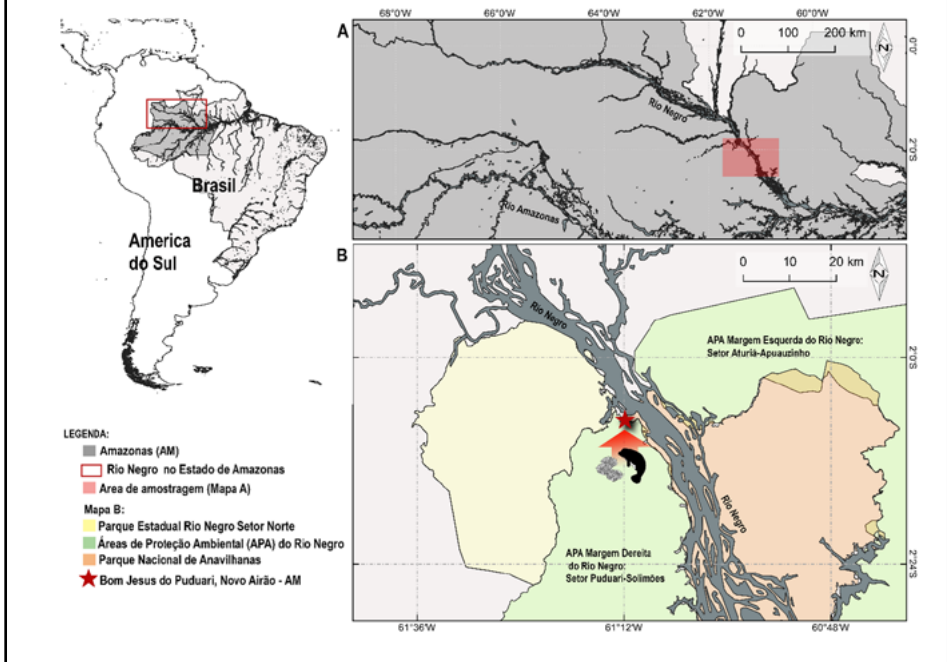 Brasil
America
do Sul
LEGENDA:
Amazonas (AM)
Rio Negro no Estado de Amazonas
Area de amostragem (Mapa A)
Mapa B:
Parque Estadual Rio Negro Setor Norte
Áreas de Proteção Ambiental (APA) do Rio Negro
Parque Nacional de Anavilhanas
Bom Jesus do Puduari, Novo Airão - AM
68°0'W 66°0'W 64°0'W 62°0'W 60°0'W
A
0 100 200 km
N
0°0'S
2°0'S
Rio Negro
Rio Amazonas
B
0 10 20 km
N
Rio Negro
APA Margem Esquerda do Rio Negro:
Setor Aturiá-Apuauzinho
2°0'S
Rio Negro
APA Margem Dereita
do Rio Negro:
Setor Puduari-Solimões
2°24'S
61°36'W 61°12'W 60°48'W